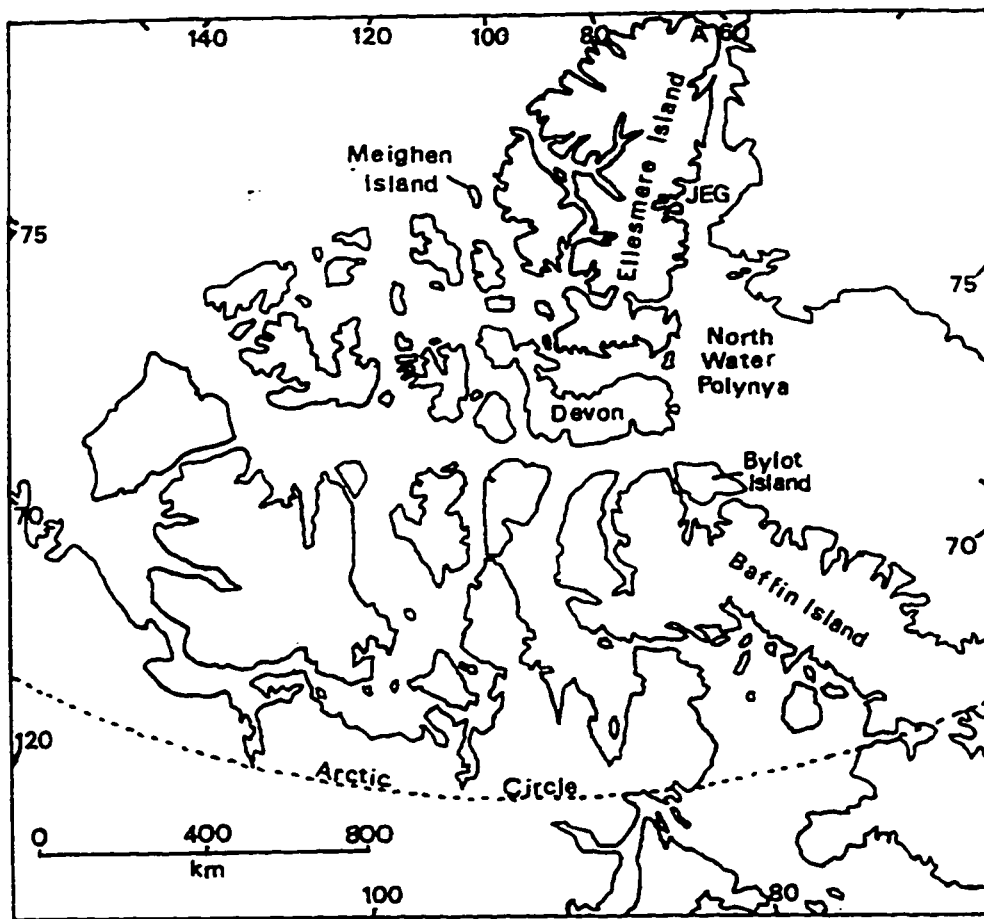 140 120 100 80 A 60
Meighen
Island
Ellesmere Island
JEG
75
75
North
Water
Polynya
Devon
Bylot
Island
70
70
Baffin Island
120
Arctic Circle
0 400 800
km
100 80